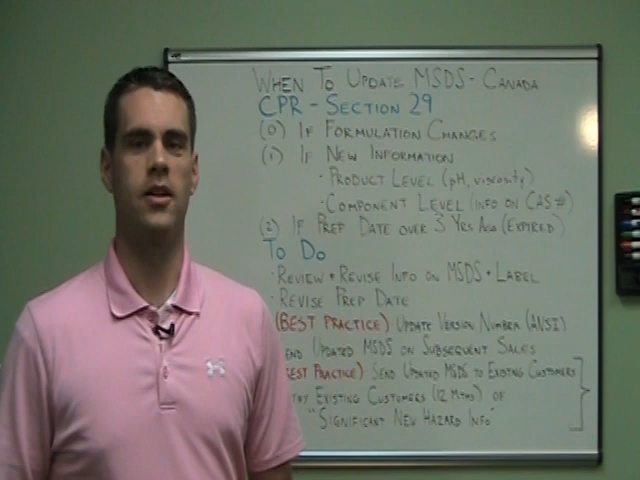 WHEN TO UPDATE MSDS - CANADA
CPR - SECTION 29
(0) IF FORMULATION CHANGES
(1) IF NEW INFORMATION
· PRODUCT LEVEL (pH, VISCOSITY)
· COMPONENT LEVEL (INFO ON CAS #)
(2) IF PREP DATE OVER 3 YRS AGO (EXPIRED)
TO DO
· REVIEW + REVISE INFO ON MSDS + LABEL
· REVISE PREP DATE
(BEST PRACTICE) UPDATE VERSION NUMBER (ANSI)
END UPDATED MSDS ON SUBSEQUENT SALES
BEST PRACTICE) SEND UPDATED MSDS TO EXISTING CUSTOMERS
EXISTING CUSTOMERS (12 MTHS) OF
"SIGNIFICANT NEW HAZARD INFO"